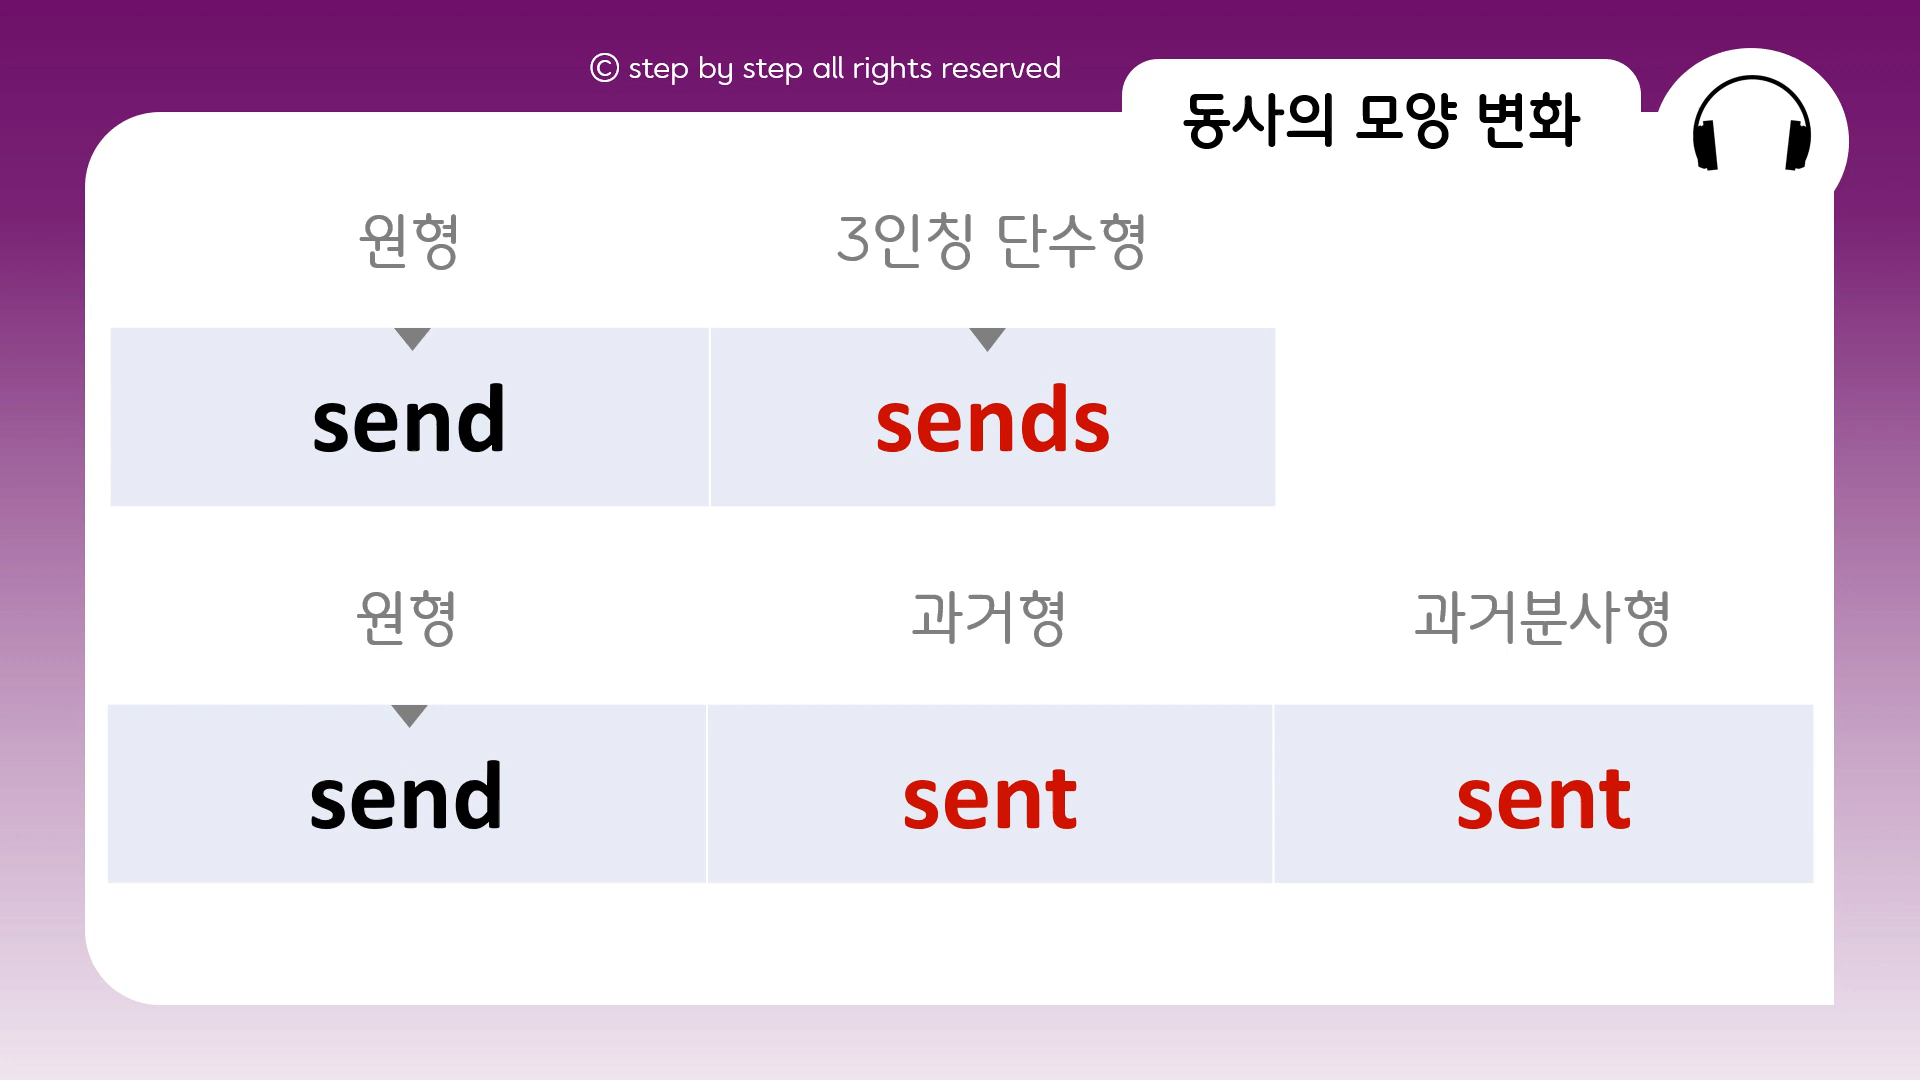 © step by step all rights reserved
동사의 모양 변화
원형 3인칭 단수형
send sends
원형 과거형 과거분사형
send sent sent